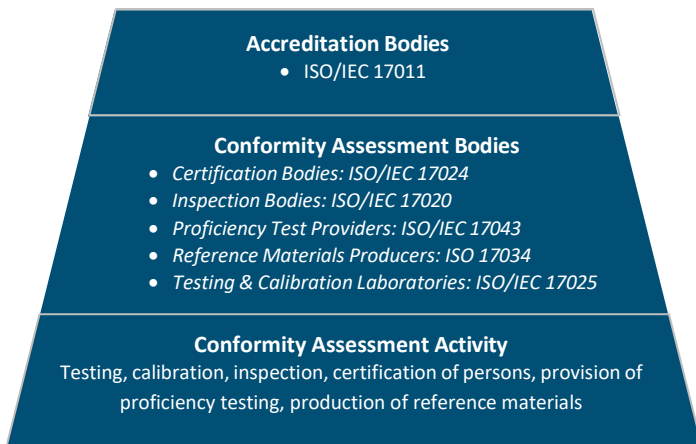 Accreditation Bodies
• ISO/IEC 17011
Conformity Assessment Bodies
• Certification Bodies: ISO/IEC 17024
• Inspection Bodies: ISO/IEC 17020
• Proficiency Test Providers: ISO/IEC 17043
• Reference Materials Producers: ISO 17034
• Testing & Calibration Laboratories: ISO/IEC 17025
Conformity Assessment Activity
Testing, calibration, inspection, certification of persons, provision of
proficiency testing, production of reference materials